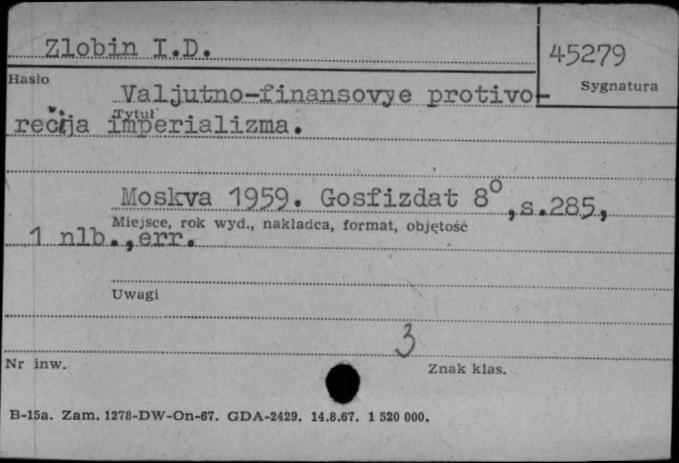 Zlobin I.D.
45279
Hasło
Sygnatura
Valjutno-finansovye protivo-
rečija imperializma.
Tytuł
Moskva 1959. Gosfizdat 8°, s.285,
Miejsce, rok wyd., nakładca, format, objętość
1 nlb., err.
Uwagi
3
Nr inw.
Znak klas.
B-15a. Zam. 1278-DW-On-67. GDA-2429. 14.8.67. 1 520 000.